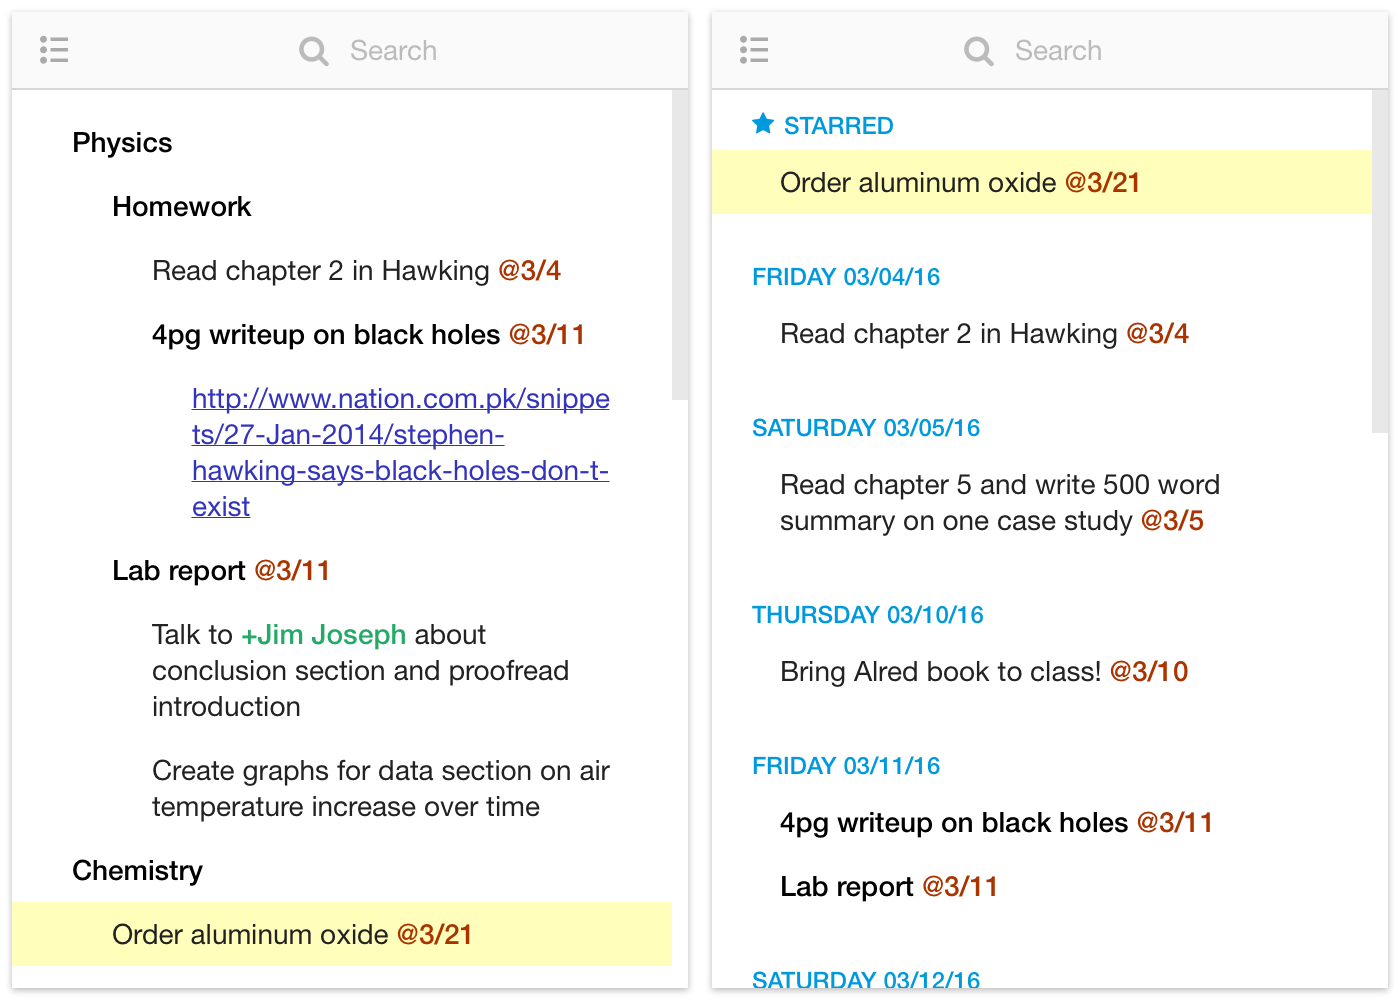 Search
Physics
Homework
Read chapter 2 in Hawking @3/4
4pg writeup on black holes @3/11
http://www.nation.com.pk/snippe
ts/27-Jan-2014/stephen-
hawking-says-black-holes-don-t-
exist
Lab report @3/11
Talk to +Jim Joseph about
conclusion section and proofread
introduction
Create graphs for data section on air
temperature increase over time
Chemistry
Order aluminum oxide @3/21
Search
STARRED
Order aluminum oxide @3/21
FRIDAY 03/04/16
Read chapter 2 in Hawking @3/4
SATURDAY 03/05/16
Read chapter 5 and write 500 word
summary on one case study @3/5
THURSDAY 03/10/16
Bring Alred book to class! @3/10
FRIDAY 03/11/16
4pg writeup on black holes @3/11
Lab report @3/11
SATURDAY 03/12/16